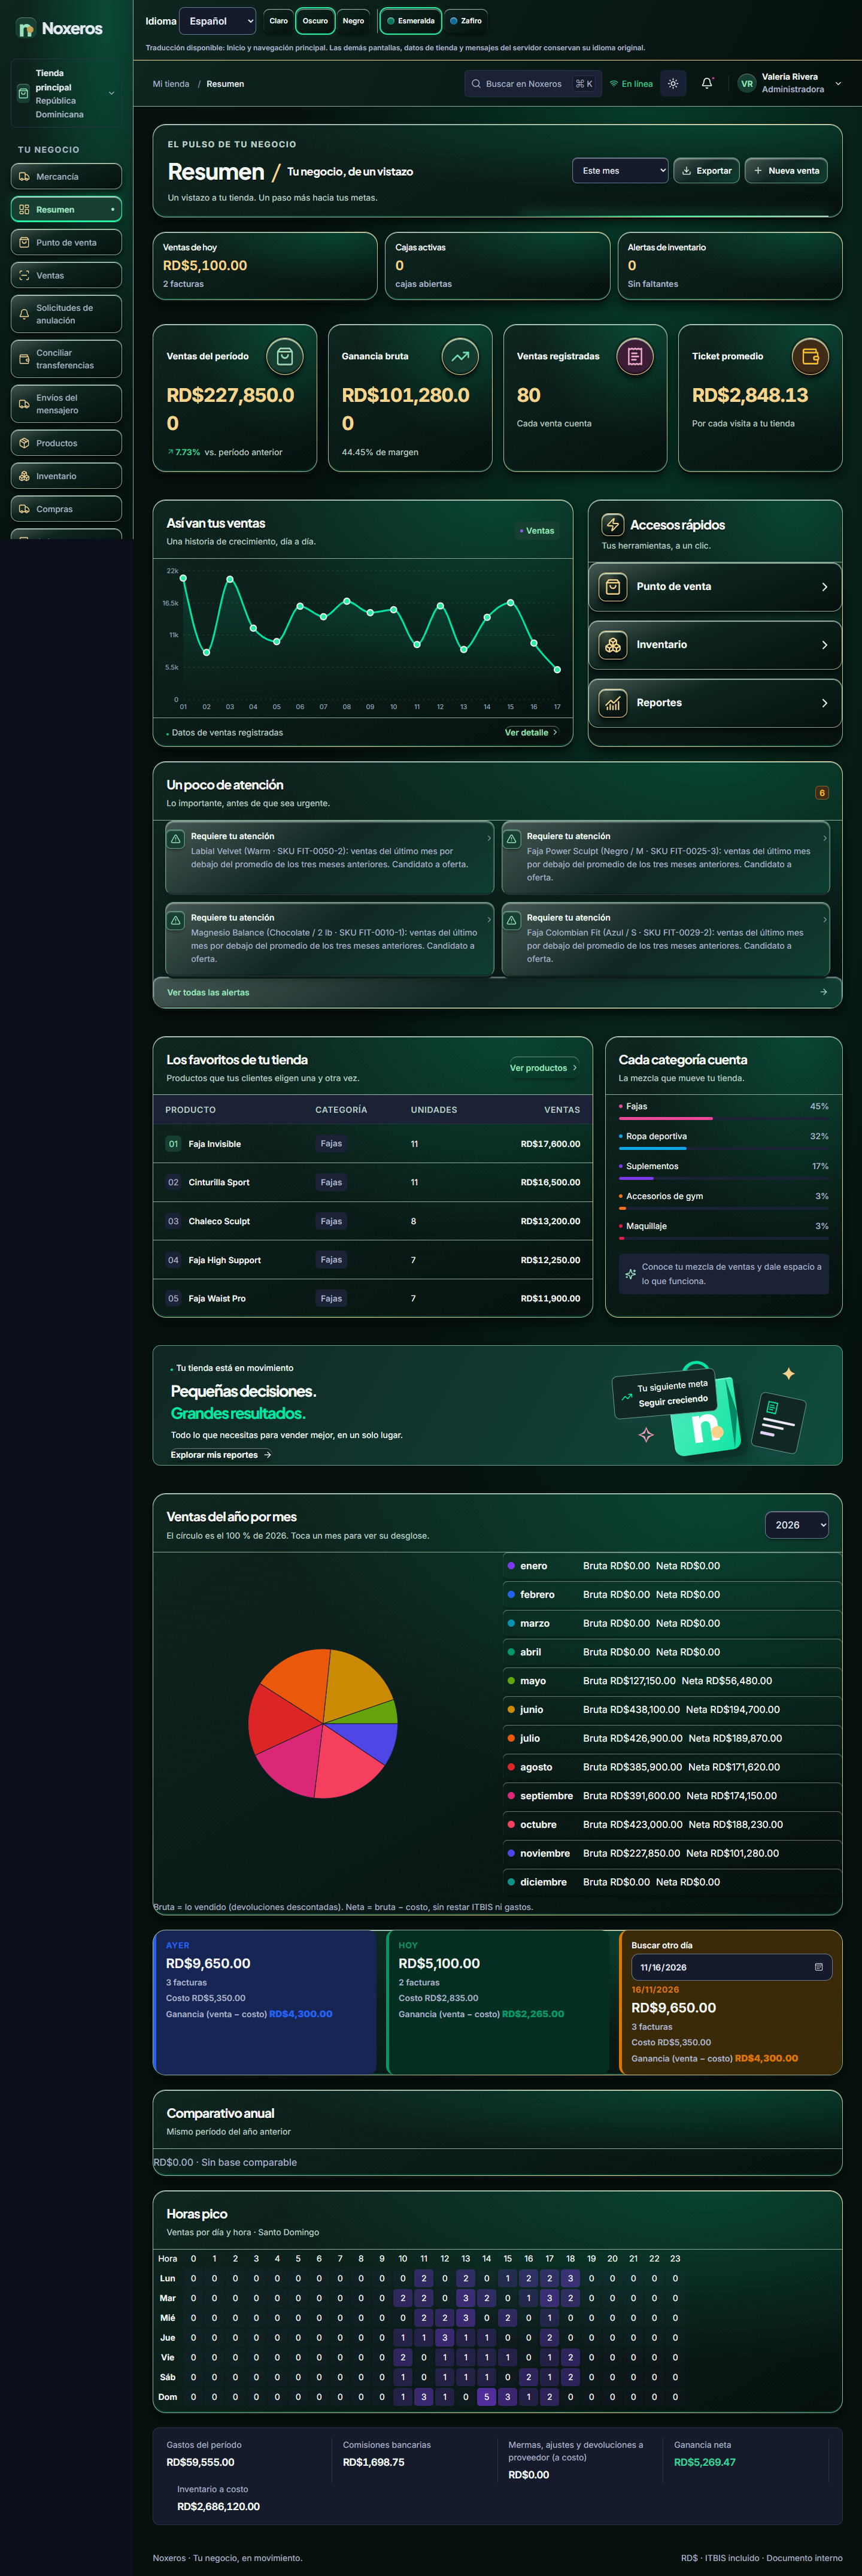 Noxeros
Tienda principal
República Dominicana
TU NEGOCIO
Mercancía
Resumen
Punto de venta
Ventas
Solicitudes de anulación
Conciliar transferencias
Envíos del mensajero
Productos
Inventario
Compras
Idioma Español Claro Oscuro Negro Esmeralda Zafiro
Traducción disponible: Inicio y navegación principal. Las demás pantallas, datos de tienda y mensajes del servidor conservan su idioma original.
Mi tienda / Resumen
Buscar en Noxeros ⌘ K
En línea
VR Valeria Rivera
Administradora
EL PULSO DE TU NEGOCIO
Resumen / Tu negocio, de un vistazo
Un vistazo a tu tienda. Un paso más hacia tus metas.
Este mes Exportar Nueva venta
Ventas de hoy
RD$5,100.00
2 facturas
Cajas activas
0
cajas abiertas
Alertas de inventario
0
Sin faltantes
Ventas del período
RD$227,850.0
0
7.73% vs. período anterior
Ganancia bruta
RD$101,280.0
0
44.45% de margen
Ventas registradas
80
Cada venta cuenta
Ticket promedio
RD$2,848.13
Por cada visita a tu tienda
Así van tus ventas
Una historia de crecimiento, día a día.
Ventas
22k
16.5k
11k
5.5k
0
01 02 03 04 05 06 07 08 09 10 11 12 13 14 15 16 17
Datos de ventas registradas
Ver detalle
Accesos rápidos
Tus herramientas, a un clic.
Punto de venta
Inventario
Reportes
Un poco de atención
Lo importante, antes de que sea urgente.
6
Requiere tu atención
Labial Velvet (Warm · SKU FIT-0050-2): ventas del último mes por
debajo del promedio de los tres meses anteriores. Candidato a oferta.
Requiere tu atención
Faja Power Sculpt (Negro / M · SKU FIT-0025-3): ventas del último mes
por debajo del promedio de los tres meses anteriores. Candidato a
oferta.
Requiere tu atención
Magnesio Balance (Chocolate / 2 lb · SKU FIT-0010-1): ventas del último
mes por debajo del promedio de los tres meses anteriores. Candidato a
oferta.
Requiere tu atención
Faja Colombian Fit (Azul / S · SKU FIT-0029-2): ventas del último mes
por debajo del promedio de los tres meses anteriores. Candidato a
oferta.
Ver todas las alertas
Los favoritos de tu tienda
Productos que tus clientes eligen una y otra vez.
Ver productos
PRODUCTO CATEGORÍA UNIDADES VENTAS
01 Faja Invisible Fajas 11 RD$17,600.00
02 Cinturilla Sport Fajas 11 RD$16,500.00
03 Chaleco Sculpt Fajas 8 RD$13,200.00
04 Faja High Support Fajas 7 RD$12,250.00
05 Faja Waist Pro Fajas 7 RD$11,900.00
Cada categoría cuenta
La mezcla que mueve tu tienda.
Fajas 45%
Ropa deportiva 32%
Suplementos 17%
Accesorios de gym 3%
Maquillaje 3%
Conoce tu mezcla de ventas y dale espacio a
lo que funciona.
Tu tienda está en movimiento
Pequeñas decisiones.
Grandes resultados.
Todo lo que necesitas para vender mejor, en un solo lugar.
Explorar mis reportes
Tu siguiente meta
Seguir creciendo
n
Ventas del año por mes
El círculo es el 100 % de 2026. Toca un mes para ver su desglose.
2026
enero Bruta RD$0.00 Neta RD$0.00
febrero Bruta RD$0.00 Neta RD$0.00
marzo Bruta RD$0.00 Neta RD$0.00
abril Bruta RD$0.00 Neta RD$0.00
mayo Bruta RD$127,150.00 Neta RD$56,480.00
junio Bruta RD$438,100.00 Neta RD$194,700.00
julio Bruta RD$426,900.00 Neta RD$189,870.00
agosto Bruta RD$385,900.00 Neta RD$171,620.00
septiembre Bruta RD$391,600.00 Neta RD$174,150.00
octubre Bruta RD$423,000.00 Neta RD$188,230.00
noviembre Bruta RD$227,850.00 Neta RD$101,280.00
diciembre Bruta RD$0.00 Neta RD$0.00
Bruta = lo vendido (devoluciones descontadas). Neta = bruta − costo, sin restar ITBIS ni gastos.
AYER
RD$9,650.00
3 facturas
Costo RD$5,350.00
Ganancia (venta − costo) RD$4,300.00
HOY
RD$5,100.00
2 facturas
Costo RD$2,835.00
Ganancia (venta − costo) RD$2,265.00
Buscar otro día
11/16/2026
16/11/2026
RD$9,650.00
3 facturas
Costo RD$5,350.00
Ganancia (venta − costo) RD$4,300.00
Comparativo anual
Mismo período del año anterior
RD$0.00 · Sin base comparable
Horas pico
Ventas por día y hora · Santo Domingo
Hora 0 1 2 3 4 5 6 7 8 9 10 11 12 13 14 15 16 17 18 19 20 21 22 23
Lun 0 0 0 0 0 0 0 0 0 0 0 2 0 2 0 1 2 2 3 0 0 0 0 0
Mar 0 0 0 0 0 0 0 0 0 0 2 2 0 3 2 0 1 3 2 0 0 0 0 0
Mié 0 0 0 0 0 0 0 0 0 0 0 2 2 3 0 2 0 1 0 0 0 0 0 0
Jue 0 0 0 0 0 0 0 0 0 0 1 1 3 1 1 0 0 2 0 0 0 0 0 0
Vie 0 0 0 0 0 0 0 0 0 0 2 0 1 1 1 1 0 1 2 0 0 0 0 0
Sáb 0 0 0 0 0 0 0 0 0 0 1 0 1 1 1 0 2 1 2 0 0 0 0 0
Dom 0 0 0 0 0 0 0 0 0 0 1 3 1 0 5 3 1 2 0 0 0 0 0 0
Gastos del período
RD$59,555.00
Comisiones bancarias
RD$1,698.75
Mermas, ajustes y devoluciones a
proveedor (a costo)
RD$0.00
Ganancia neta
RD$5,269.47
Inventario a costo
RD$2,686,120.00
Noxeros · Tu negocio, en movimiento.
RD$ · ITBIS incluido · Documento interno